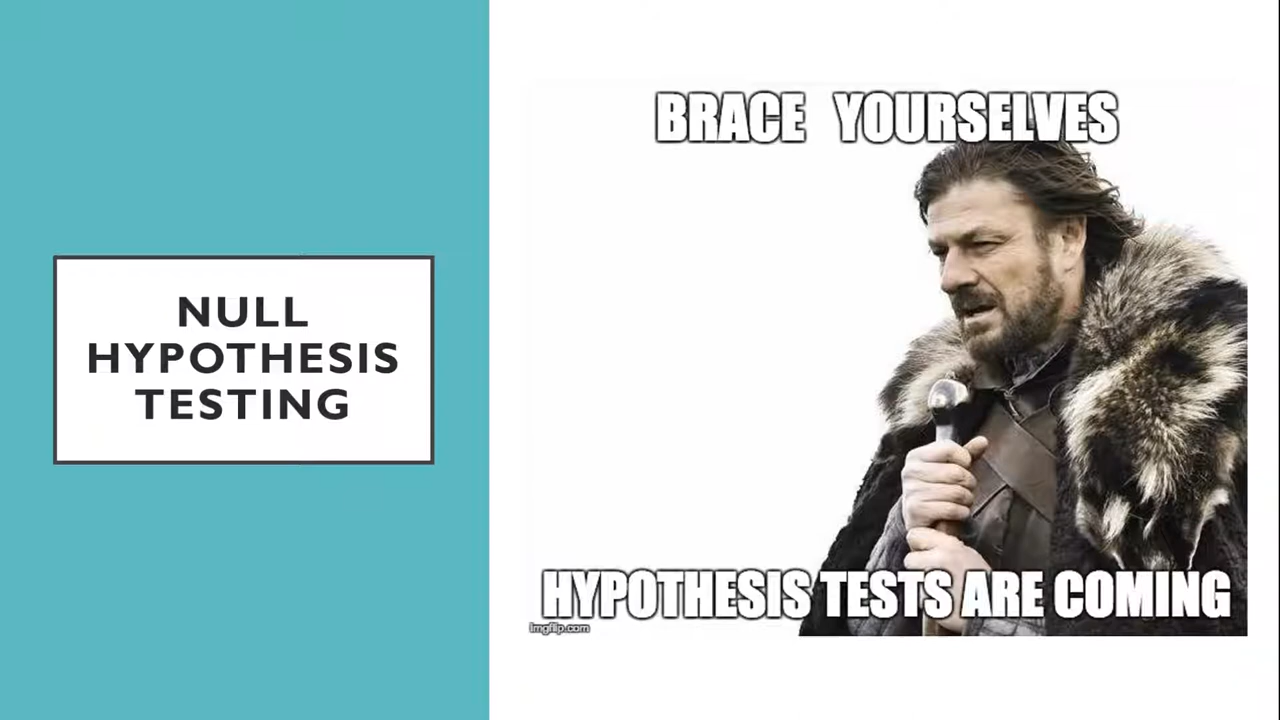 NULL
HYPOTHESIS
TESTING
BRACE YOURSELVES
HYPOTHESIS TESTS ARE COMING
imgflip.com